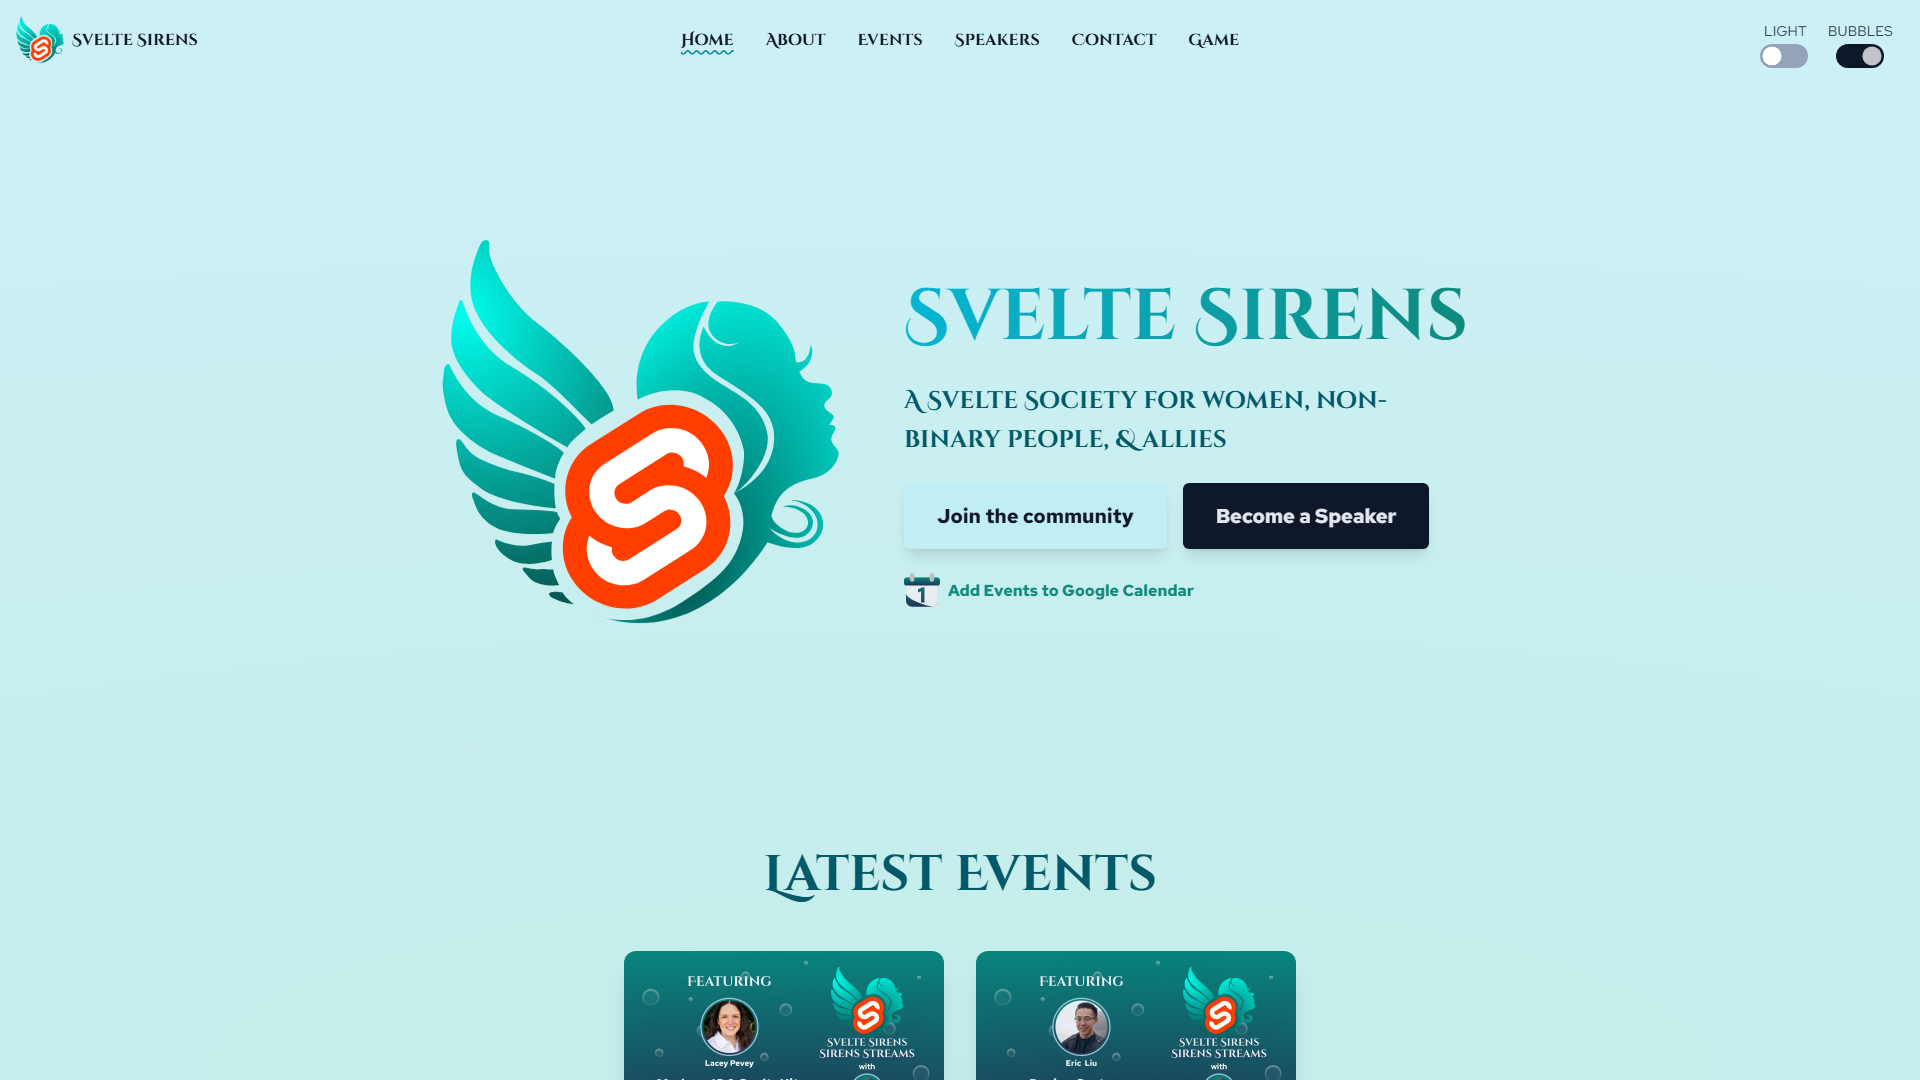 Svelte Sirens
Home
About
Events
Speakers
Contact
Game
LIGHT
BUBBLES
Svelte Sirens
A Svelte Society for women, non-
binary people, & allies
Join the community
Become a Speaker
1
Add Events to Google Calendar
Latest Events
Featuring
Lacey Pevey
Svelte Sirens
Sirens Streams
with
Featuring
Eric Liu
Svelte Sirens
Sirens Streams
with